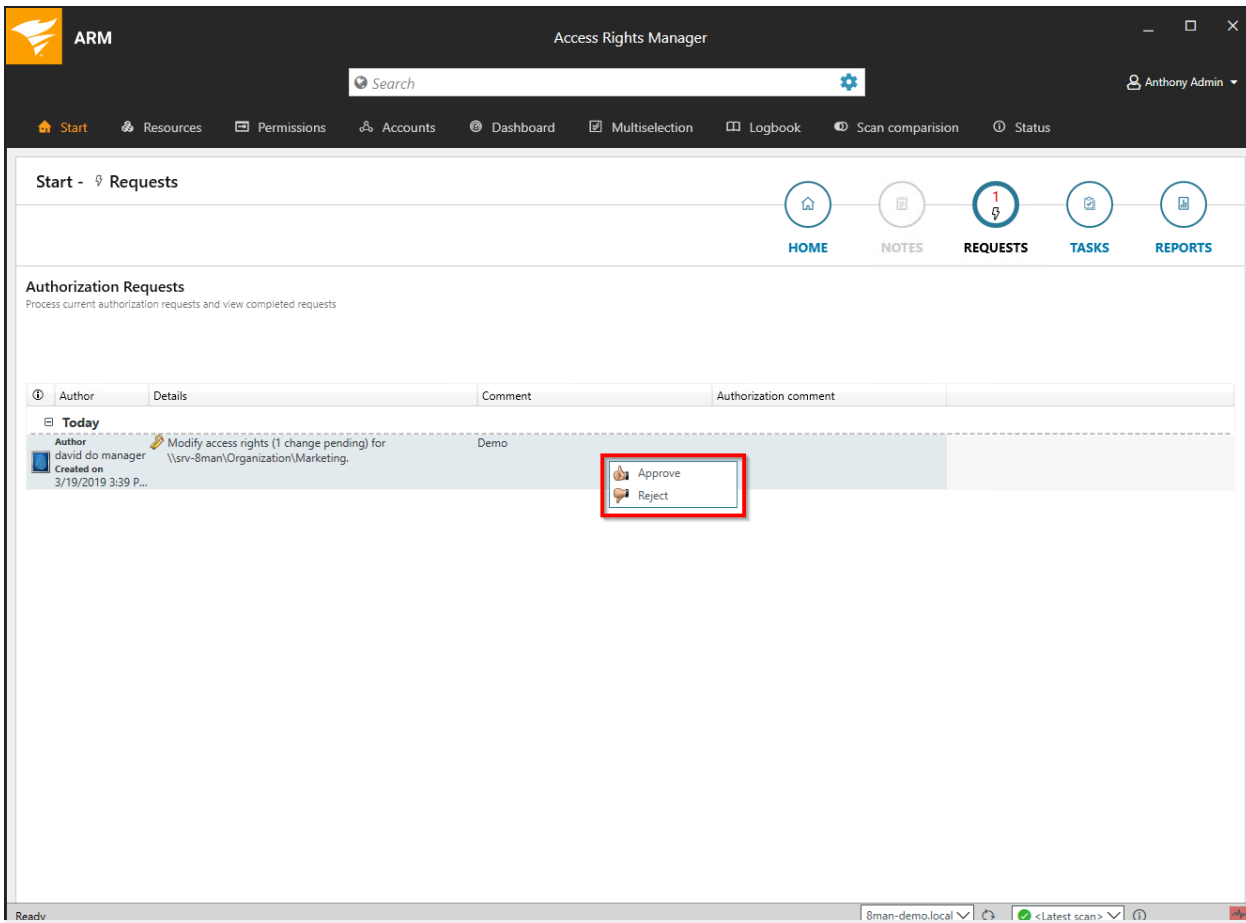 ARM
Access Rights Manager
Search
Anthony Admin
Start
Resources
Permissions
Accounts
Dashboard
Multiselection
Logbook
Scan comparision
Status
Start - Requests
1
HOME
NOTES
REQUESTS
TASKS
REPORTS
Authorization Requests
Process current authorization requests and view completed requests
Author
Details
Comment
Authorization comment
Today
Author
david do manager
Created on
3/19/2019 3:39 P...
Modify access rights (1 change pending) for
\\srv-8man\Organization\Marketing.
Demo
Approve
Reject
Ready
8man-demo.local
<Latest scan>